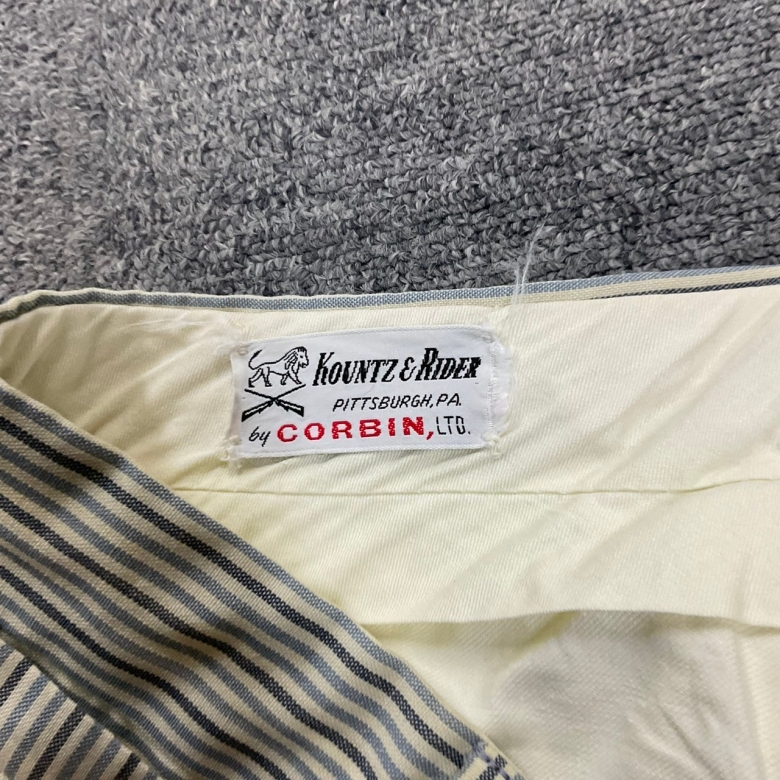 KOUNTZ & RIDER
PITTSBURGH, PA.
by CORBIN, LTD.